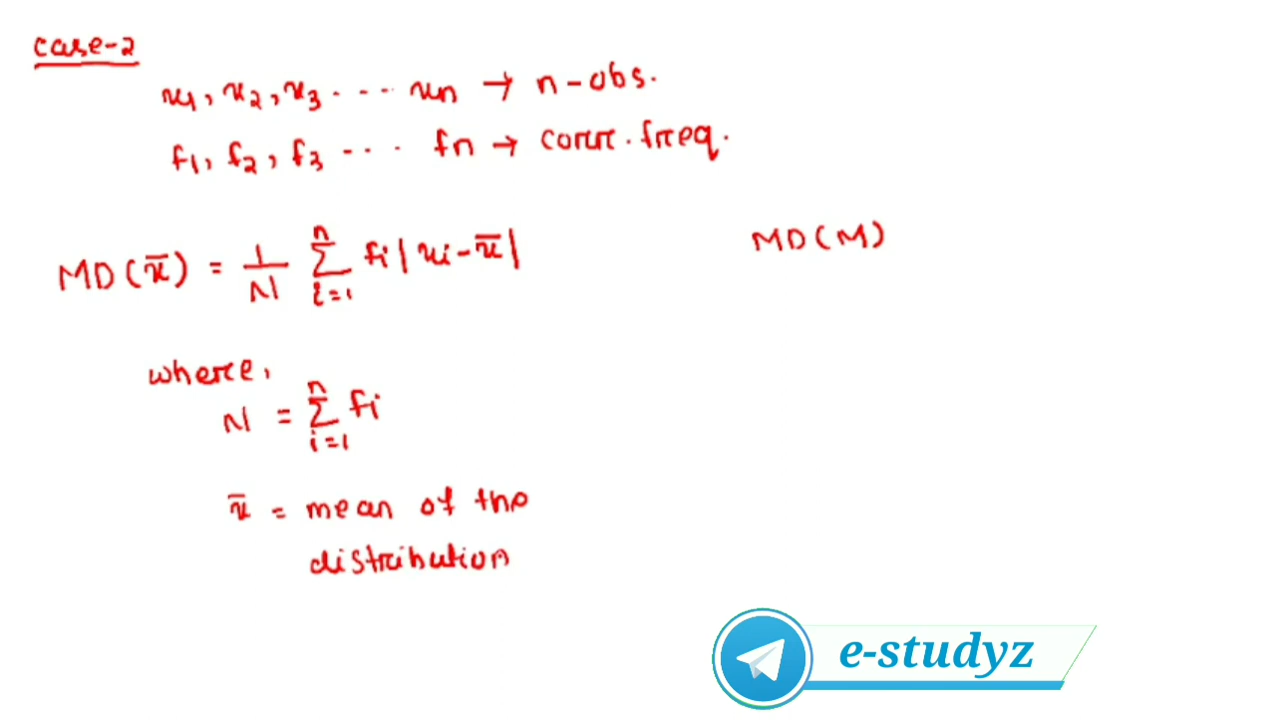 case-2
x1, x2, x3 .... xn → n-obs.
f1, f2, f3 .... fn → corr. freq.
MD(x̄) = 1/N Σ_{i=1}^{n} fi|xi-x̄|
MD(M)
where,
N = Σ_{i=1}^{n} fi
x̄ = mean of the
distribution
e-studyz